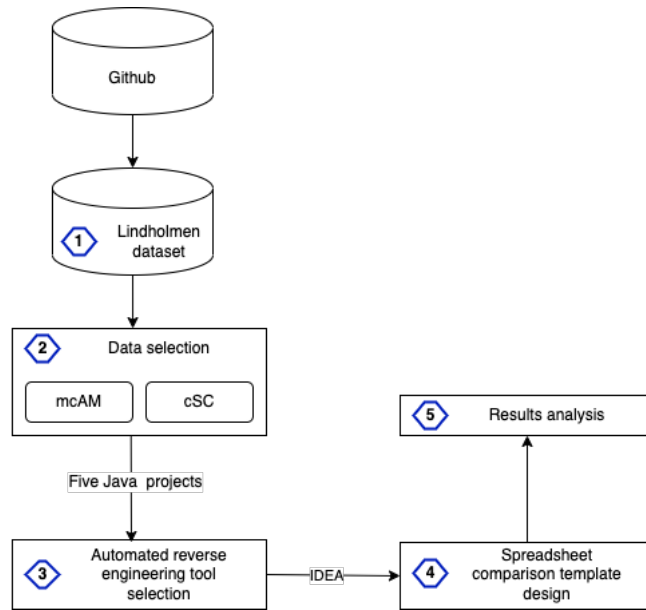 Github
1
Lindholmen
dataset
2
Data selection
mcAM
cSC
Five Java projects
3
Automated reverse
engineering tool
selection
IDEA
4
Spreadsheet
comparison template
design
5
Results analysis